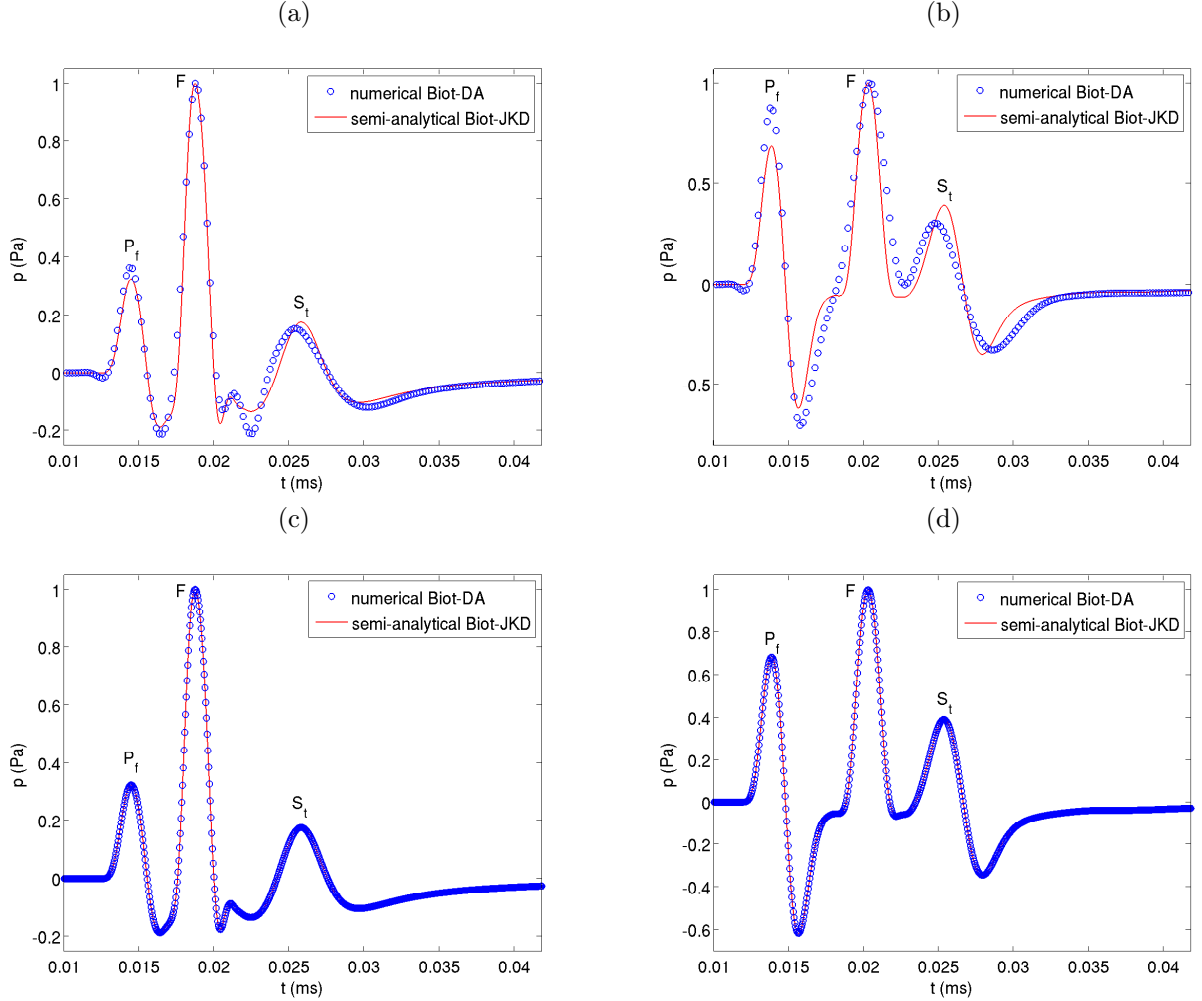 (a)
F
P_f
S_t
numerical Biot-DA
semi-analytical Biot-JKD
1
0.8
0.6
0.4
0.2
0
-0.2
p (Pa)
0.01 0.015 0.02 0.025 0.03 0.035 0.04
t (ms)
(b)
P_f
F
S_t
numerical Biot-DA
semi-analytical Biot-JKD
1
0.5
0
0.5
p (Pa)
0.01 0.015 0.02 0.025 0.03 0.035 0.04
t (ms)
(c)
F
P_f
S_t
numerical Biot-DA
semi-analytical Biot-JKD
1
0.8
0.6
0.4
0.2
0
-0.2
p (Pa)
0.01 0.015 0.02 0.025 0.03 0.035 0.04
t (ms)
(d)
F
P_f
S_t
numerical Biot-DA
semi-analytical Biot-JKD
1
0.8
0.6
0.4
0.2
0
-0.2
-0.4
-0.6
p (Pa)
0.01 0.015 0.02 0.025 0.03 0.035 0.04
t (ms)